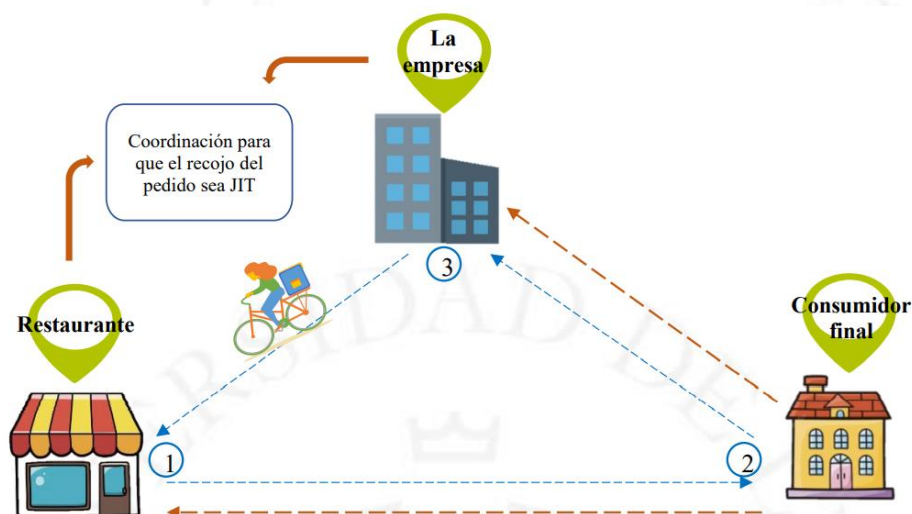 La
empresa
Coordinación para
que el recojo del
pedido sea JIT
3
Restaurante
Consumidor
final
1
2